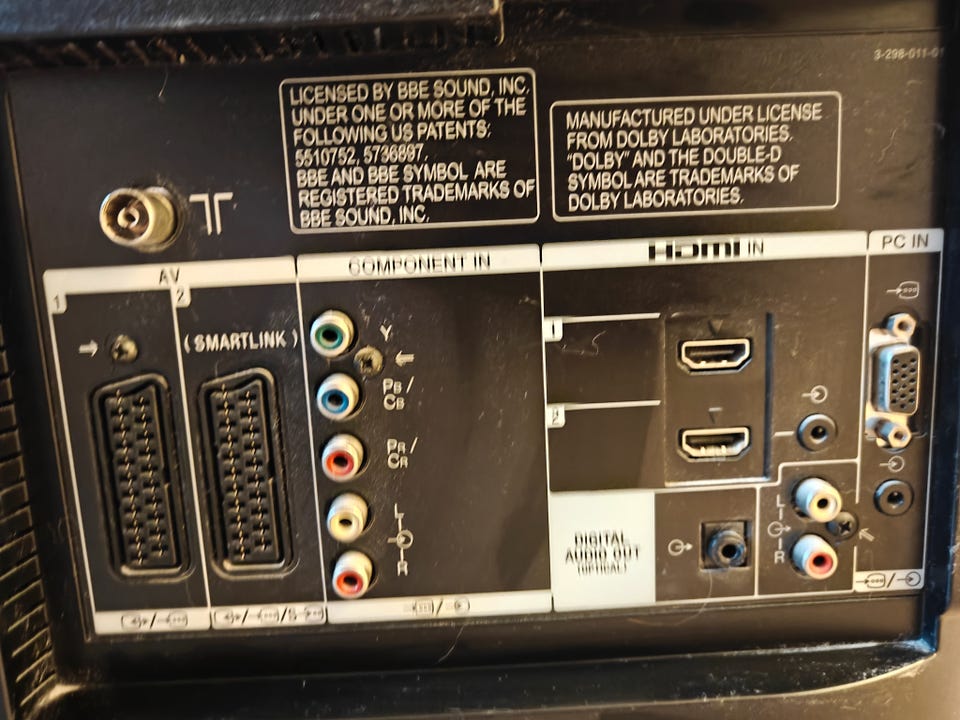 3-298-011-01
LICENSED BY BBE SOUND, INC.
UNDER ONE OR MORE OF THE
FOLLOWING US PATENTS:
5510752, 5736897.
BBE AND BBE SYMBOL ARE
REGISTERED TRADEMARKS OF
BBE SOUND, INC.
MANUFACTURED UNDER LICENSE
FROM DOLBY LABORATORIES.
"DOLBY" AND THE DOUBLE-D
SYMBOL ARE TRADEMARKS OF
DOLBY LABORATORIES.
AV
1
2
(SMARTLINK)
COMPONENT IN
Y
PB/
CB
PR/
CR
L
R
HDMI IN
1
2
DIGITAL
AUDIO OUT
(OPTICAL)
L
R
PC IN